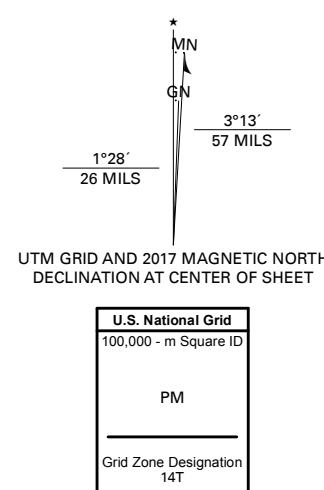 ★
MN
GN
3°13´
57 MILS
1°28´
26 MILS
UTM GRID AND 2017 MAGNETIC NORTH
DECLINATION AT CENTER OF SHEET
U.S. National Grid
100,000 - m Square ID
PM
Grid Zone Designation
14T